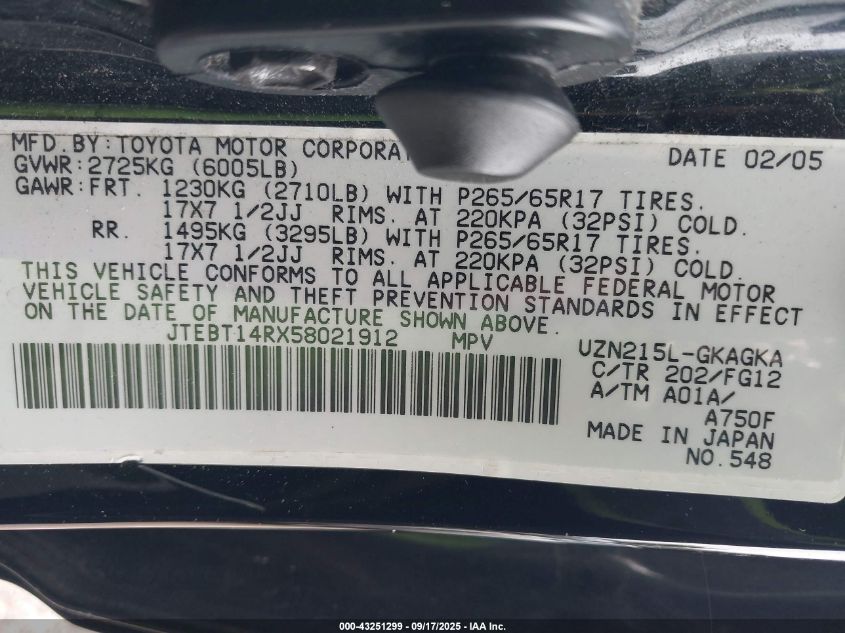 MFD.BY:TOYOTA MOTOR DATE 02/05
GVWR:2725KG (6005LB)
GAWR:FRT. 1230KG (2710LB) WITH P265/65R17 TIRES.
17X7 1/2JJ RIMS. AT 220KPA (32PSI) COLD.
RR. 1495KG (3295LB) WITH P265/65R17 TIRES.
17X7 1/2JJ RIMS. AT 220KPA (32PSI) COLD.
THIS VEHICLE CONFORMS TO ALL APPLICABLE FEDERAL MOTOR
VEHICLE SAFETY AND THEFT PREVENTION STANDARDS IN EFFECT
ON THE DATE OF MANUFACTURE SHOWN ABOVE.
JTEBT14RX58021912 MPV
UZN215L-GKAGKA
C/TR 202/FG12
A/TM A01A/
A750F
MADE IN JAPAN
NO.548
000-43251299 - 09/17/2025 - IAA Inc.